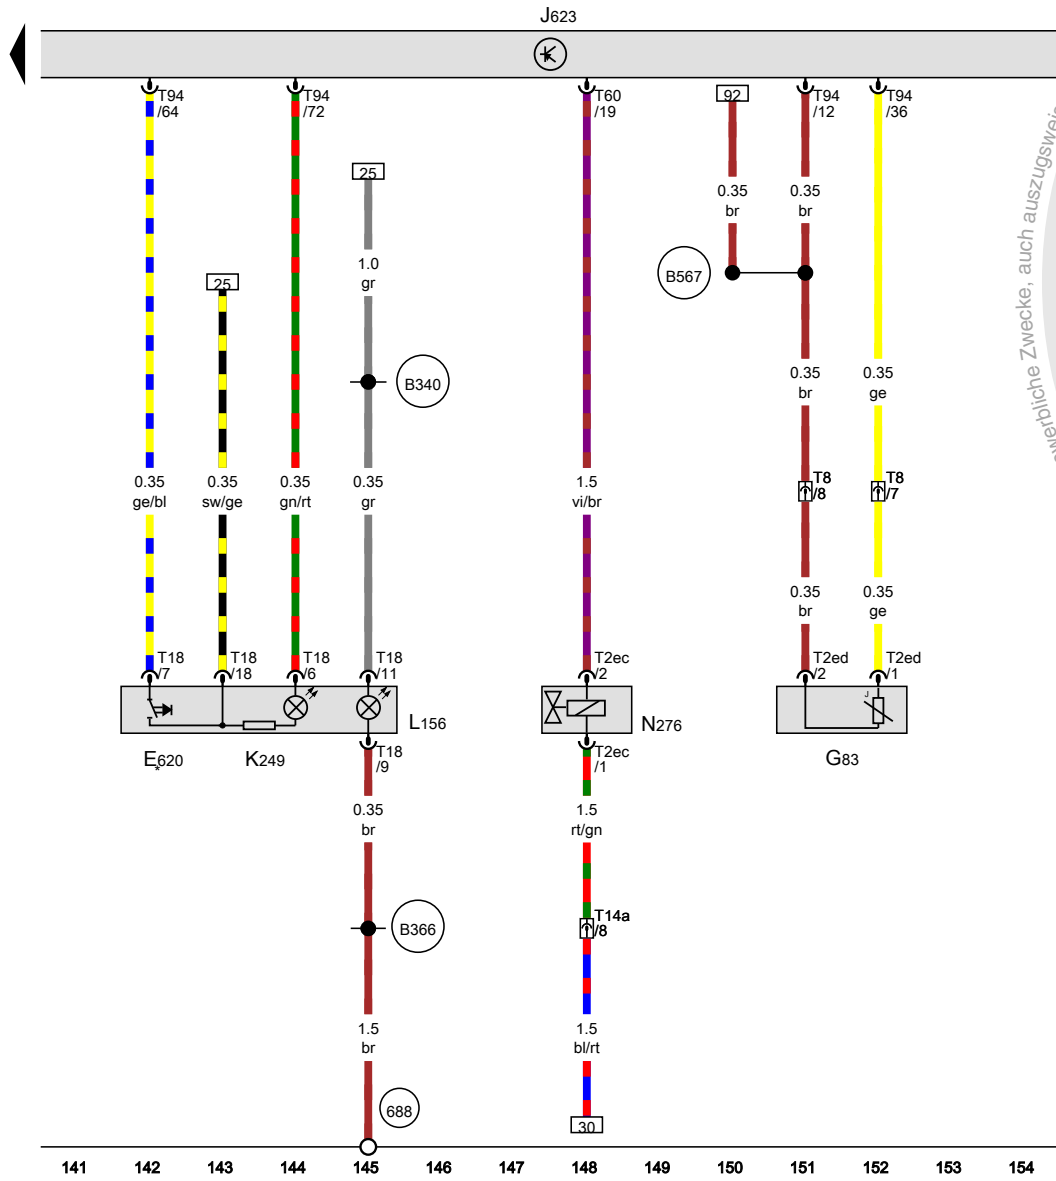 J623
T94
/64
T94
/72
T60
/19
92
T94
/12
T94
/36
25
0.35
br
0.35
br
1.0
gr
25
B567
B340
0.35
br
0.35
ge
0.35
ge/bl
0.35
sw/ge
0.35
gn/rt
0.35
gr
1.5
vi/br
T8
/8
T8
/7
0.35
br
0.35
ge
T18
/7
T18
/18
T18
/6
T18
/11
T2ec
/2
T2ed
/2
T2ed
/1
J
L156
N276
E620
*
K249
T18
/9
T2ec
/1
G83
0.35
br
1.5
rt/gn
B366
T14a
/8
1.5
br
1.5
bl/rt
688
30
141 142 143 144 145 146 147 148 149 150 151 152 153 154
Zwecke, auch